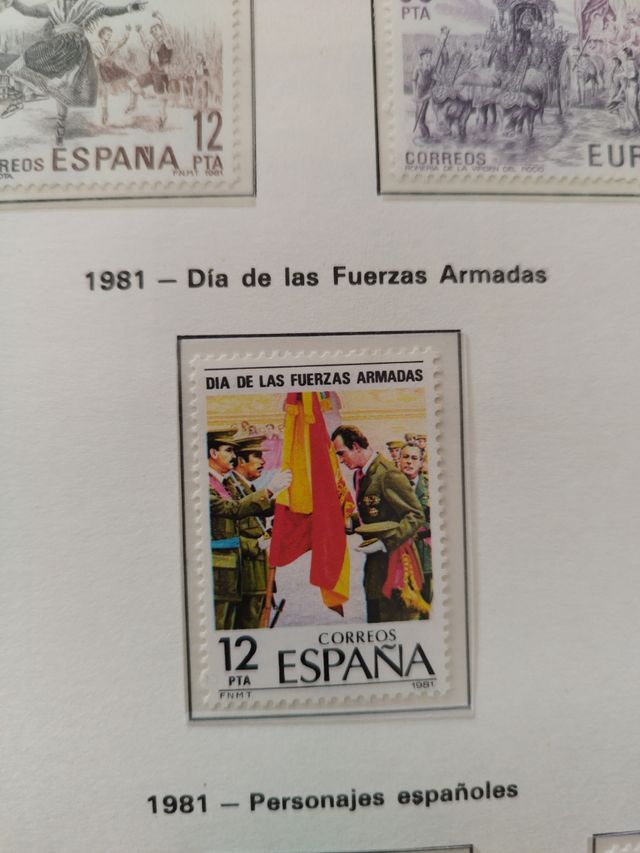 12
PTA
CORREOS ESPAÑA
F.N.M.T. 1981
PTA
CORREOS
ROMERIA DE LA VIRGEN DEL ROCIO
EUR
1981 — Día de las Fuerzas Armadas
DIA DE LAS FUERZAS ARMADAS
12
PTA
CORREOS
ESPAÑA
FNMT
1981
1981 — Personajes españoles